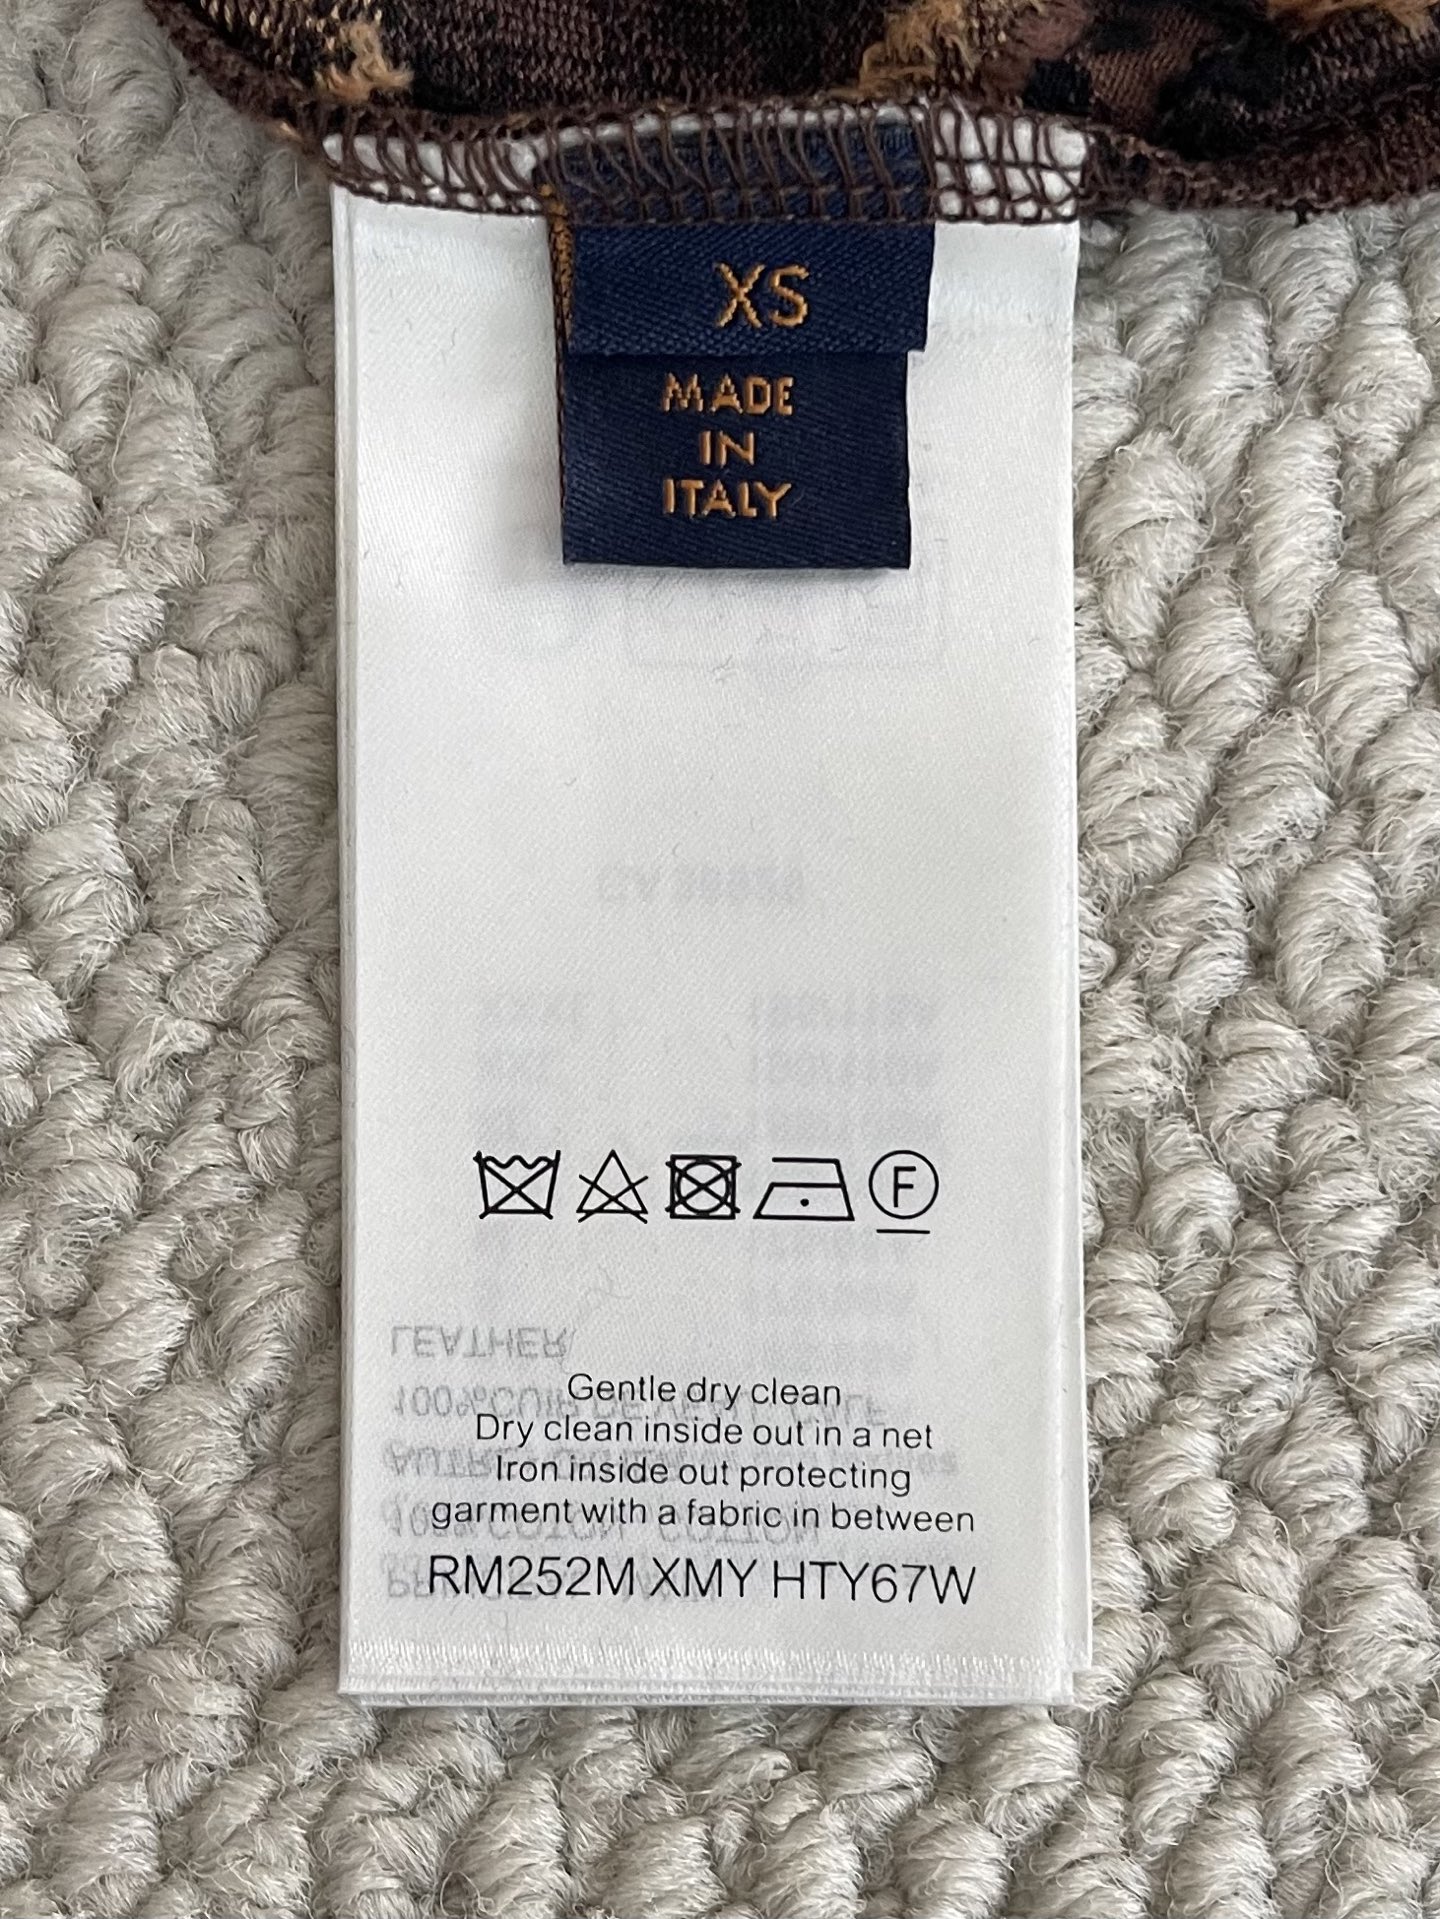 XS
MADE
IN
ITALY
F
LEATHER
Gentle dry clean
Dry clean inside out in a net
Iron inside out protecting
garment with a fabric in between
RM252M XMY HTY67W